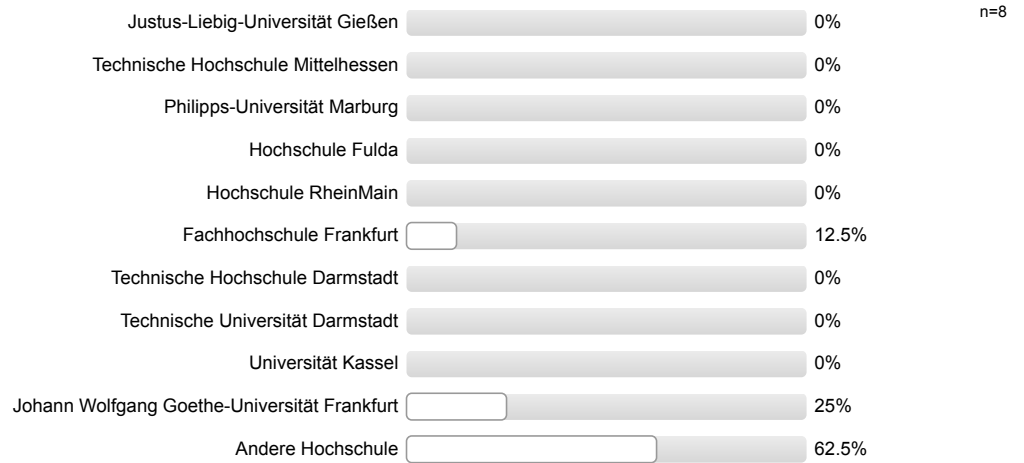 Justus-Liebig-Universität Gießen 0% n=8
Technische Hochschule Mittelhessen 0%
Philipps-Universität Marburg 0%
Hochschule Fulda 0%
Hochschule RheinMain 0%
Fachhochschule Frankfurt 12.5%
Technische Hochschule Darmstadt 0%
Technische Universität Darmstadt 0%
Universität Kassel 0%
Johann Wolfgang Goethe-Universität Frankfurt 25%
Andere Hochschule 62.5%